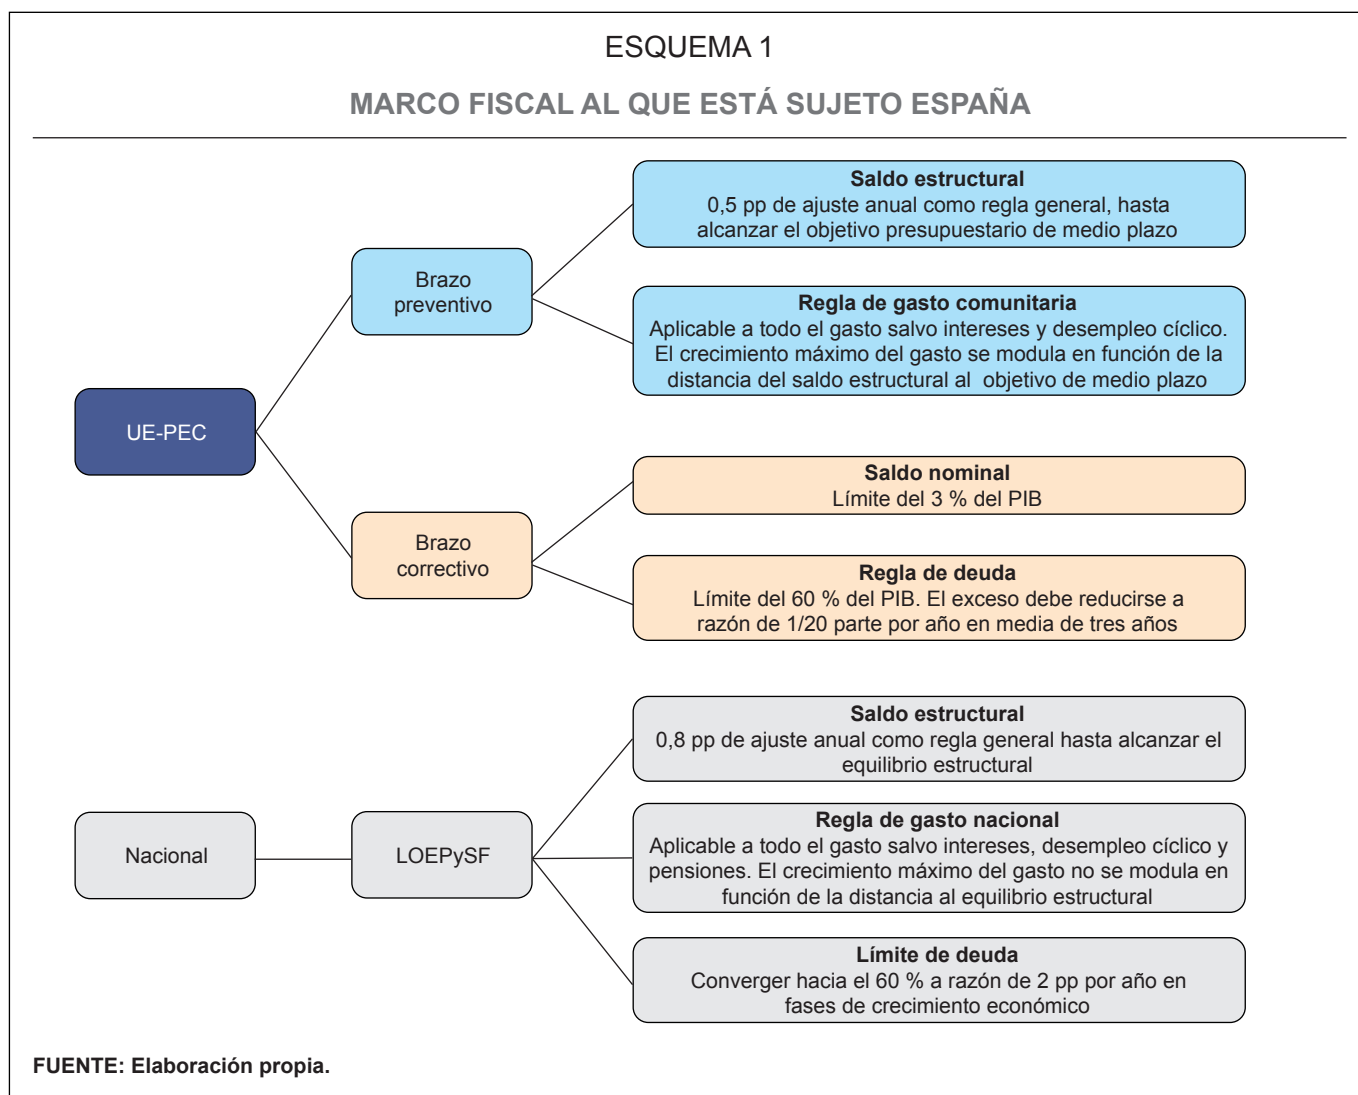 ESQUEMA 1
MARCO FISCAL AL QUE ESTÁ SUJETO ESPAÑA
UE-PEC
Brazo
preventivo
Saldo estructural
0,5 pp de ajuste anual como regla general, hasta
alcanzar el objetivo presupuestario de medio plazo
Regla de gasto comunitaria
Aplicable a todo el gasto salvo intereses y desempleo cíclico.
El crecimiento máximo del gasto se modula en función de la
distancia del saldo estructural al objetivo de medio plazo
Brazo
correctivo
Saldo nominal
Límite del 3 % del PIB
Regla de deuda
Límite del 60 % del PIB. El exceso debe reducirse a
razón de 1/20 parte por año en media de tres años
Nacional
LOEPySF
Saldo estructural
0,8 pp de ajuste anual como regla general hasta alcanzar el
equilibrio estructural
Regla de gasto nacional
Aplicable a todo el gasto salvo intereses, desempleo cíclico y
pensiones. El crecimiento máximo del gasto no se modula en
función de la distancia al equilibrio estructural
Límite de deuda
Converger hacia el 60 % a razón de 2 pp por año en
fases de crecimiento económico
FUENTE: Elaboración propia.